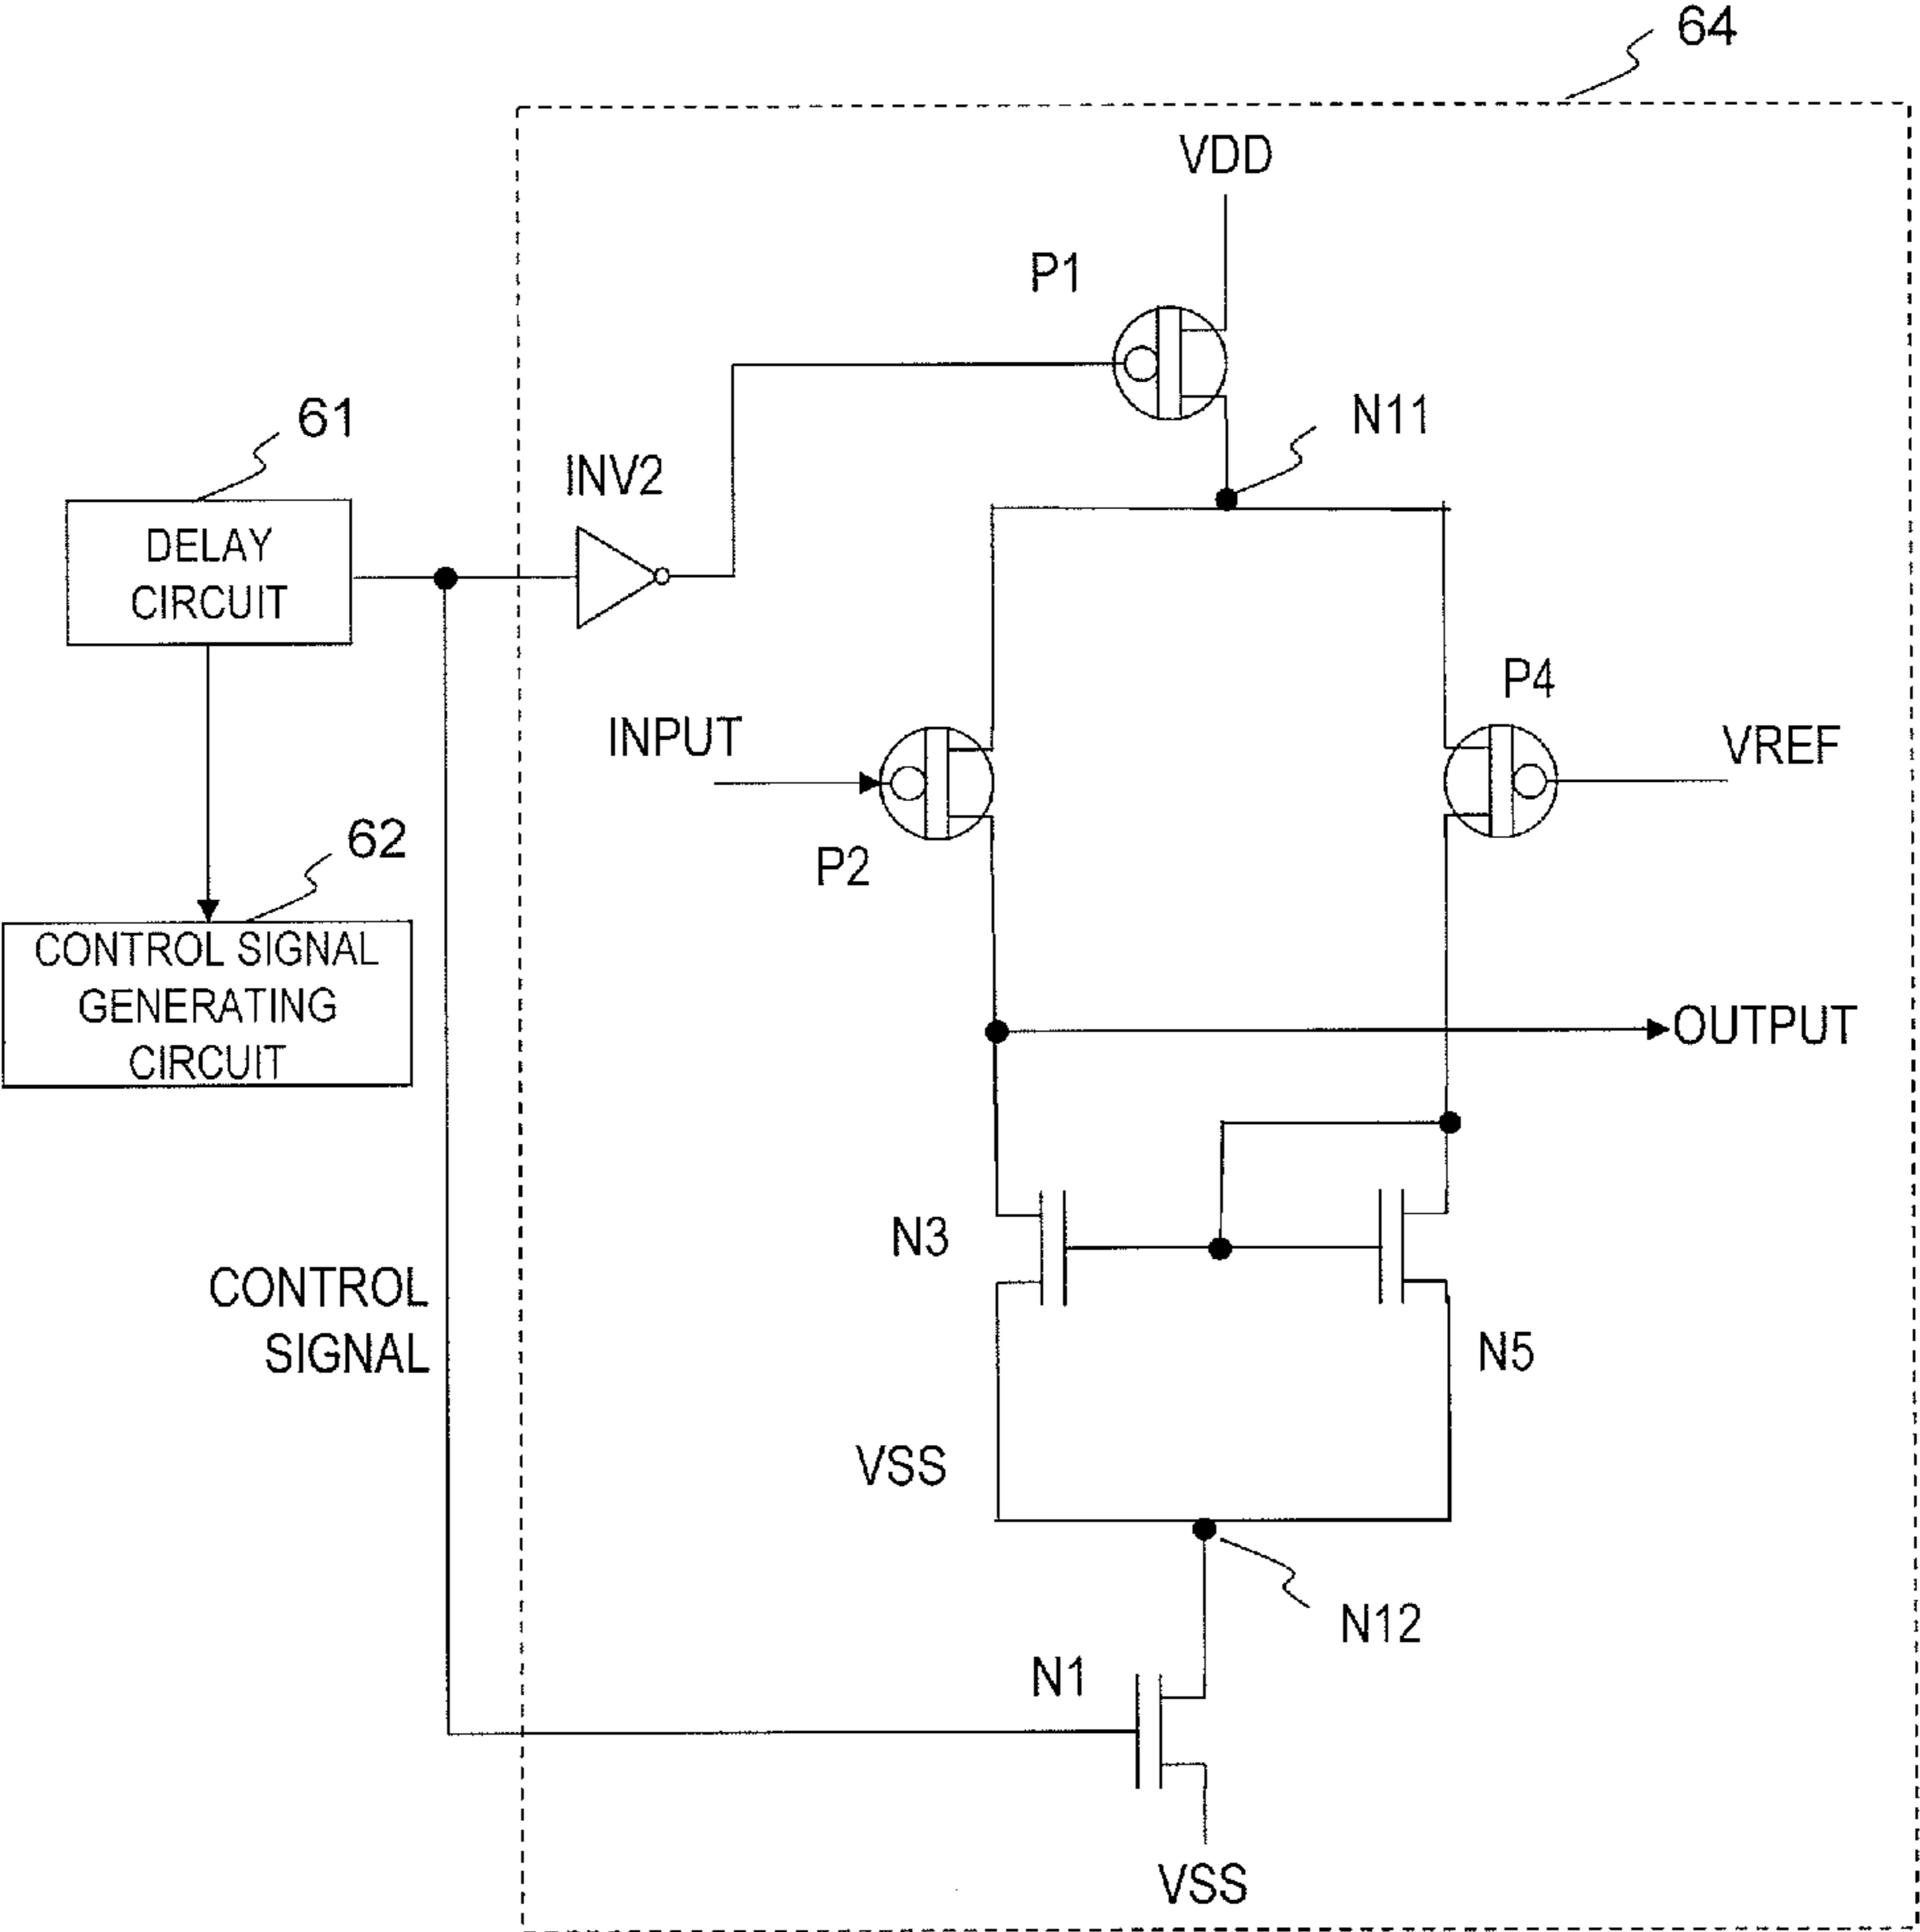 64
VDD
P1
N11
61
INV2
DELAY
CIRCUIT
P4
INPUT
VREF
62
P2
CONTROL SIGNAL
GENERATING
CIRCUIT
OUTPUT
N3
CONTROL
SIGNAL
N5
VSS
N12
N1
VSS